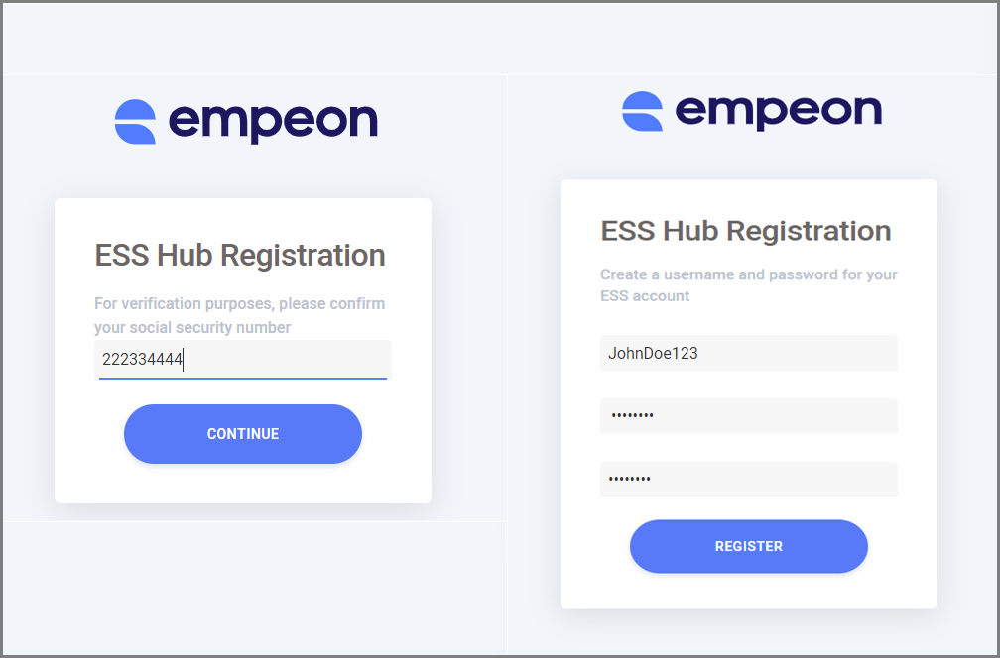 empeon
ESS Hub Registration
For verification purposes, please confirm
your social security number
222334444
CONTINUE
empeon
ESS Hub Registration
Create a username and password for your
ESS account
JohnDoe123
••••••••
••••••••
REGISTER